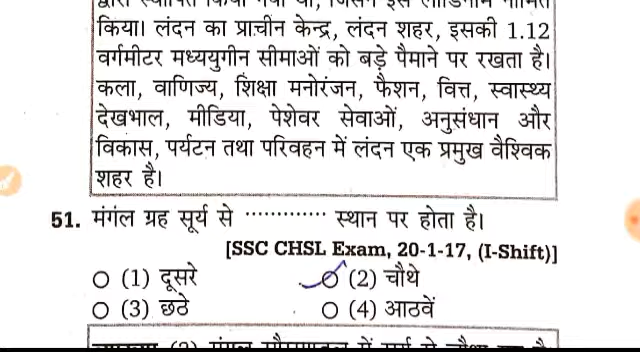 किया। लंदन का प्राचीन केन्द्र, लंदन शहर, इसकी 1.12
वर्गमीटर मध्ययुगीन सीमाओं को बड़े पैमाने पर रखता है।
कला, वाणिज्य, शिक्षा मनोरंजन, फैशन, वित्त, स्वास्थ्य
देखभाल, मीडिया, पेशेवर सेवाओं, अनुसंधान और
विकास, पर्यटन तथा परिवहन में लंदन एक प्रमुख वैश्विक
शहर है।
51. मंगल ग्रह सूर्य से ············· स्थान पर होता है।
[SSC CHSL Exam, 20-1-17, (I-Shift)]
(1) दूसरे (2) चौथे
(3) छठे (4) आठवें